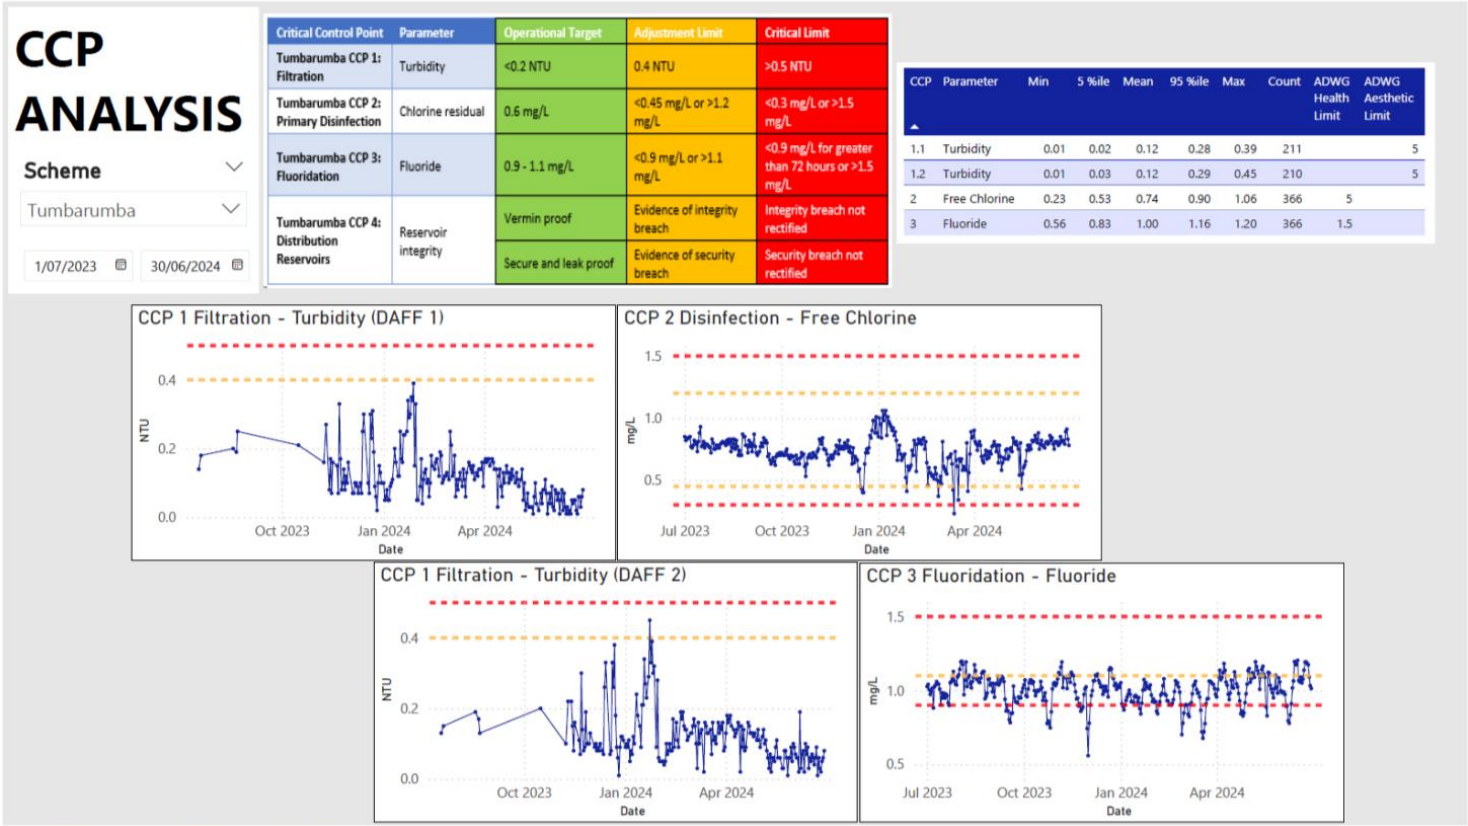 CCP
ANALYSIS
Scheme
Tumbarumba
1/07/2023 30/06/2024
Critical Control Point Parameter Operational Target Adjustment Limit Critical Limit
Tumbarumba CCP 1:
Filtration
Turbidity
<0.2 NTU
0.4 NTU
>0.5 NTU
Tumbarumba CCP 2:
Primary Disinfection
Chlorine residual
0.6 mg/L
<0.45 mg/L or >1.2
mg/L
<0.3 mg/L or >1.5
mg/L
Tumbarumba CCP 3:
Fluoridation
Fluoride
0.9 - 1.1 mg/L
<0.9 mg/L or >1.1
mg/L
<0.9 mg/L for greater
than 72 hours or >1.5
mg/L
Tumbarumba CCP 4:
Distribution
Reservoirs
Reservoir
integrity
Vermin proof
Evidence of integrity
breach
Integrity breach not
rectified
Secure and leak proof
Evidence of security
breach
Security breach not
rectified
CCP Parameter Min 5 %ile Mean 95 %ile Max Count ADWG Health Limit ADWG Aesthetic Limit
1.1 Turbidity 0.01 0.02 0.12 0.28 0.39 211 5
1.2 Turbidity 0.01 0.03 0.12 0.29 0.45 210 5
2 Free Chlorine 0.23 0.53 0.74 0.90 1.06 366 5
3 Fluoride 0.56 0.83 1.00 1.16 1.20 366 1.5
CCP 1 Filtration - Turbidity (DAFF 1)
0.4
0.2
0.0
NTU
Oct 2023 Jan 2024 Apr 2024
Date
CCP 2 Disinfection - Free Chlorine
1.5
1.0
0.5
mg/L
Jul 2023 Oct 2023 Jan 2024 Apr 2024
Date
CCP 1 Filtration - Turbidity (DAFF 2)
0.4
0.2
0.0
NTU
Oct 2023 Jan 2024 Apr 2024
Date
CCP 3 Fluoridation - Fluoride
1.5
1.0
0.5
mg/L
Jul 2023 Oct 2023 Jan 2024 Apr 2024
Date